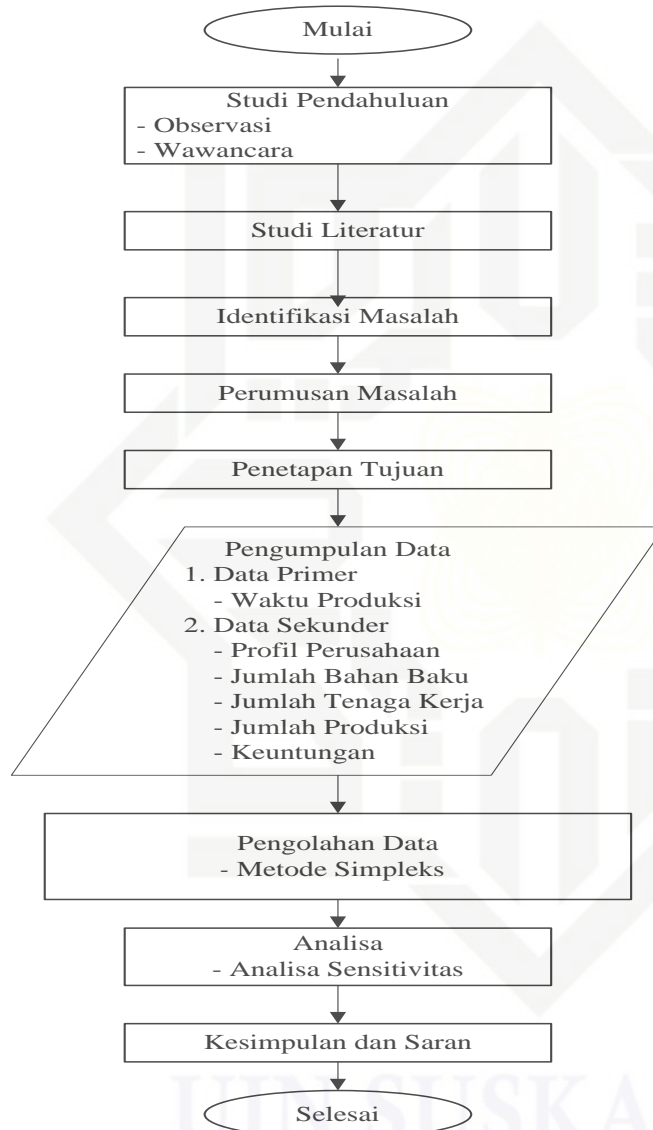 Mulai
Studi Pendahuluan
- Observasi
- Wawancara
Studi Literatur
Identifikasi Masalah
Perumusan Masalah
Penetapan Tujuan
Pengumpulan Data
1. Data Primer
- Waktu Produksi
2. Data Sekunder
- Profil Perusahaan
- Jumlah Bahan Baku
- Jumlah Tenaga Kerja
- Jumlah Produksi
- Keuntungan
Pengolahan Data
- Metode Simpleks
Analisa
- Analisa Sensitivitas
Kesimpulan dan Saran
UIN SUSKA
Selesai